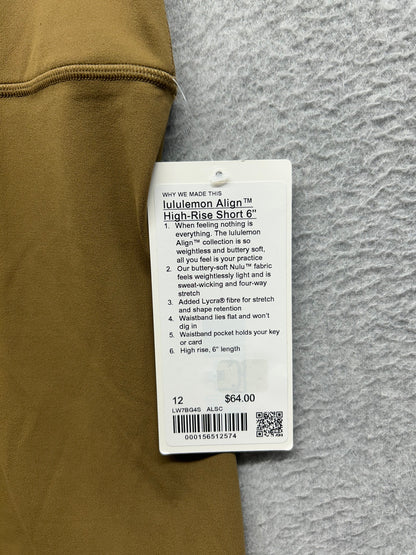 WHY WE MADE THIS
lululemon Align™
High-Rise Short 6"
1. When feeling nothing is
everything. The lululemon
Align™ collection is so
weightless and buttery soft,
all you feel is your practice
2. Our buttery-soft Nulu™ fabric
feels weightlessly light and is
sweat-wicking and four-way
stretch
3. Added Lycra® fibre for stretch
and shape retention
4. Waistband lies flat and won't
dig in
5. Waistband pocket holds your key
or card
6. High rise, 6" length
12 $64.00
LW7BG4S ALSC
000156512574